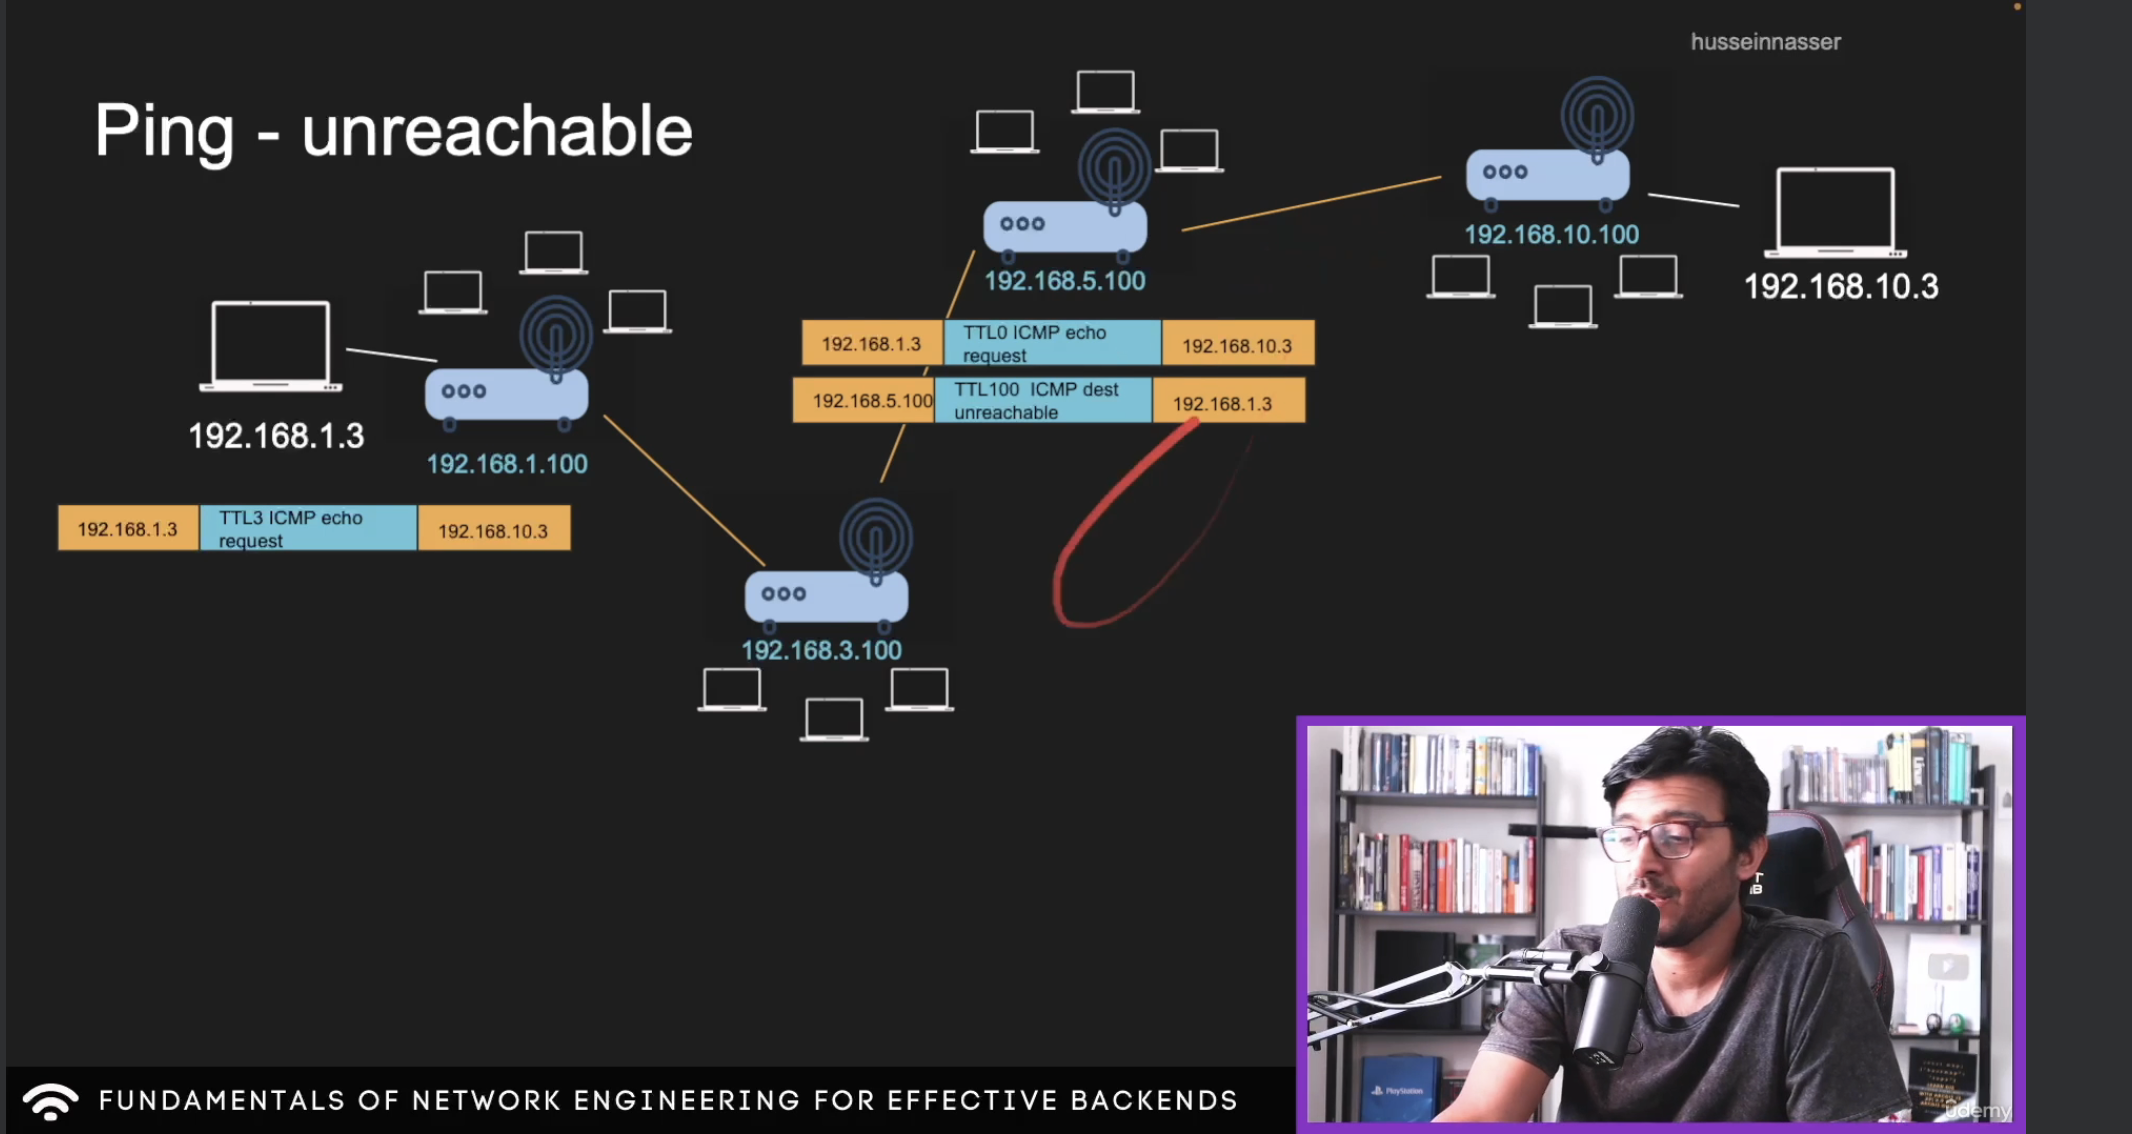 husseinnasser
Ping - unreachable
192.168.5.100
192.168.10.100
192.168.10.3
192.168.1.3
TTL0 ICMP echo
request
192.168.10.3
192.168.5.100
TTL100 ICMP dest
unreachable
192.168.1.3
192.168.1.3
192.168.1.100
192.168.1.3
TTL3 ICMP echo
request
192.168.10.3
192.168.3.100
PlayStation
FUNDAMENTALS OF NETWORK ENGINEERING FOR EFFECTIVE BACKENDS
udemy